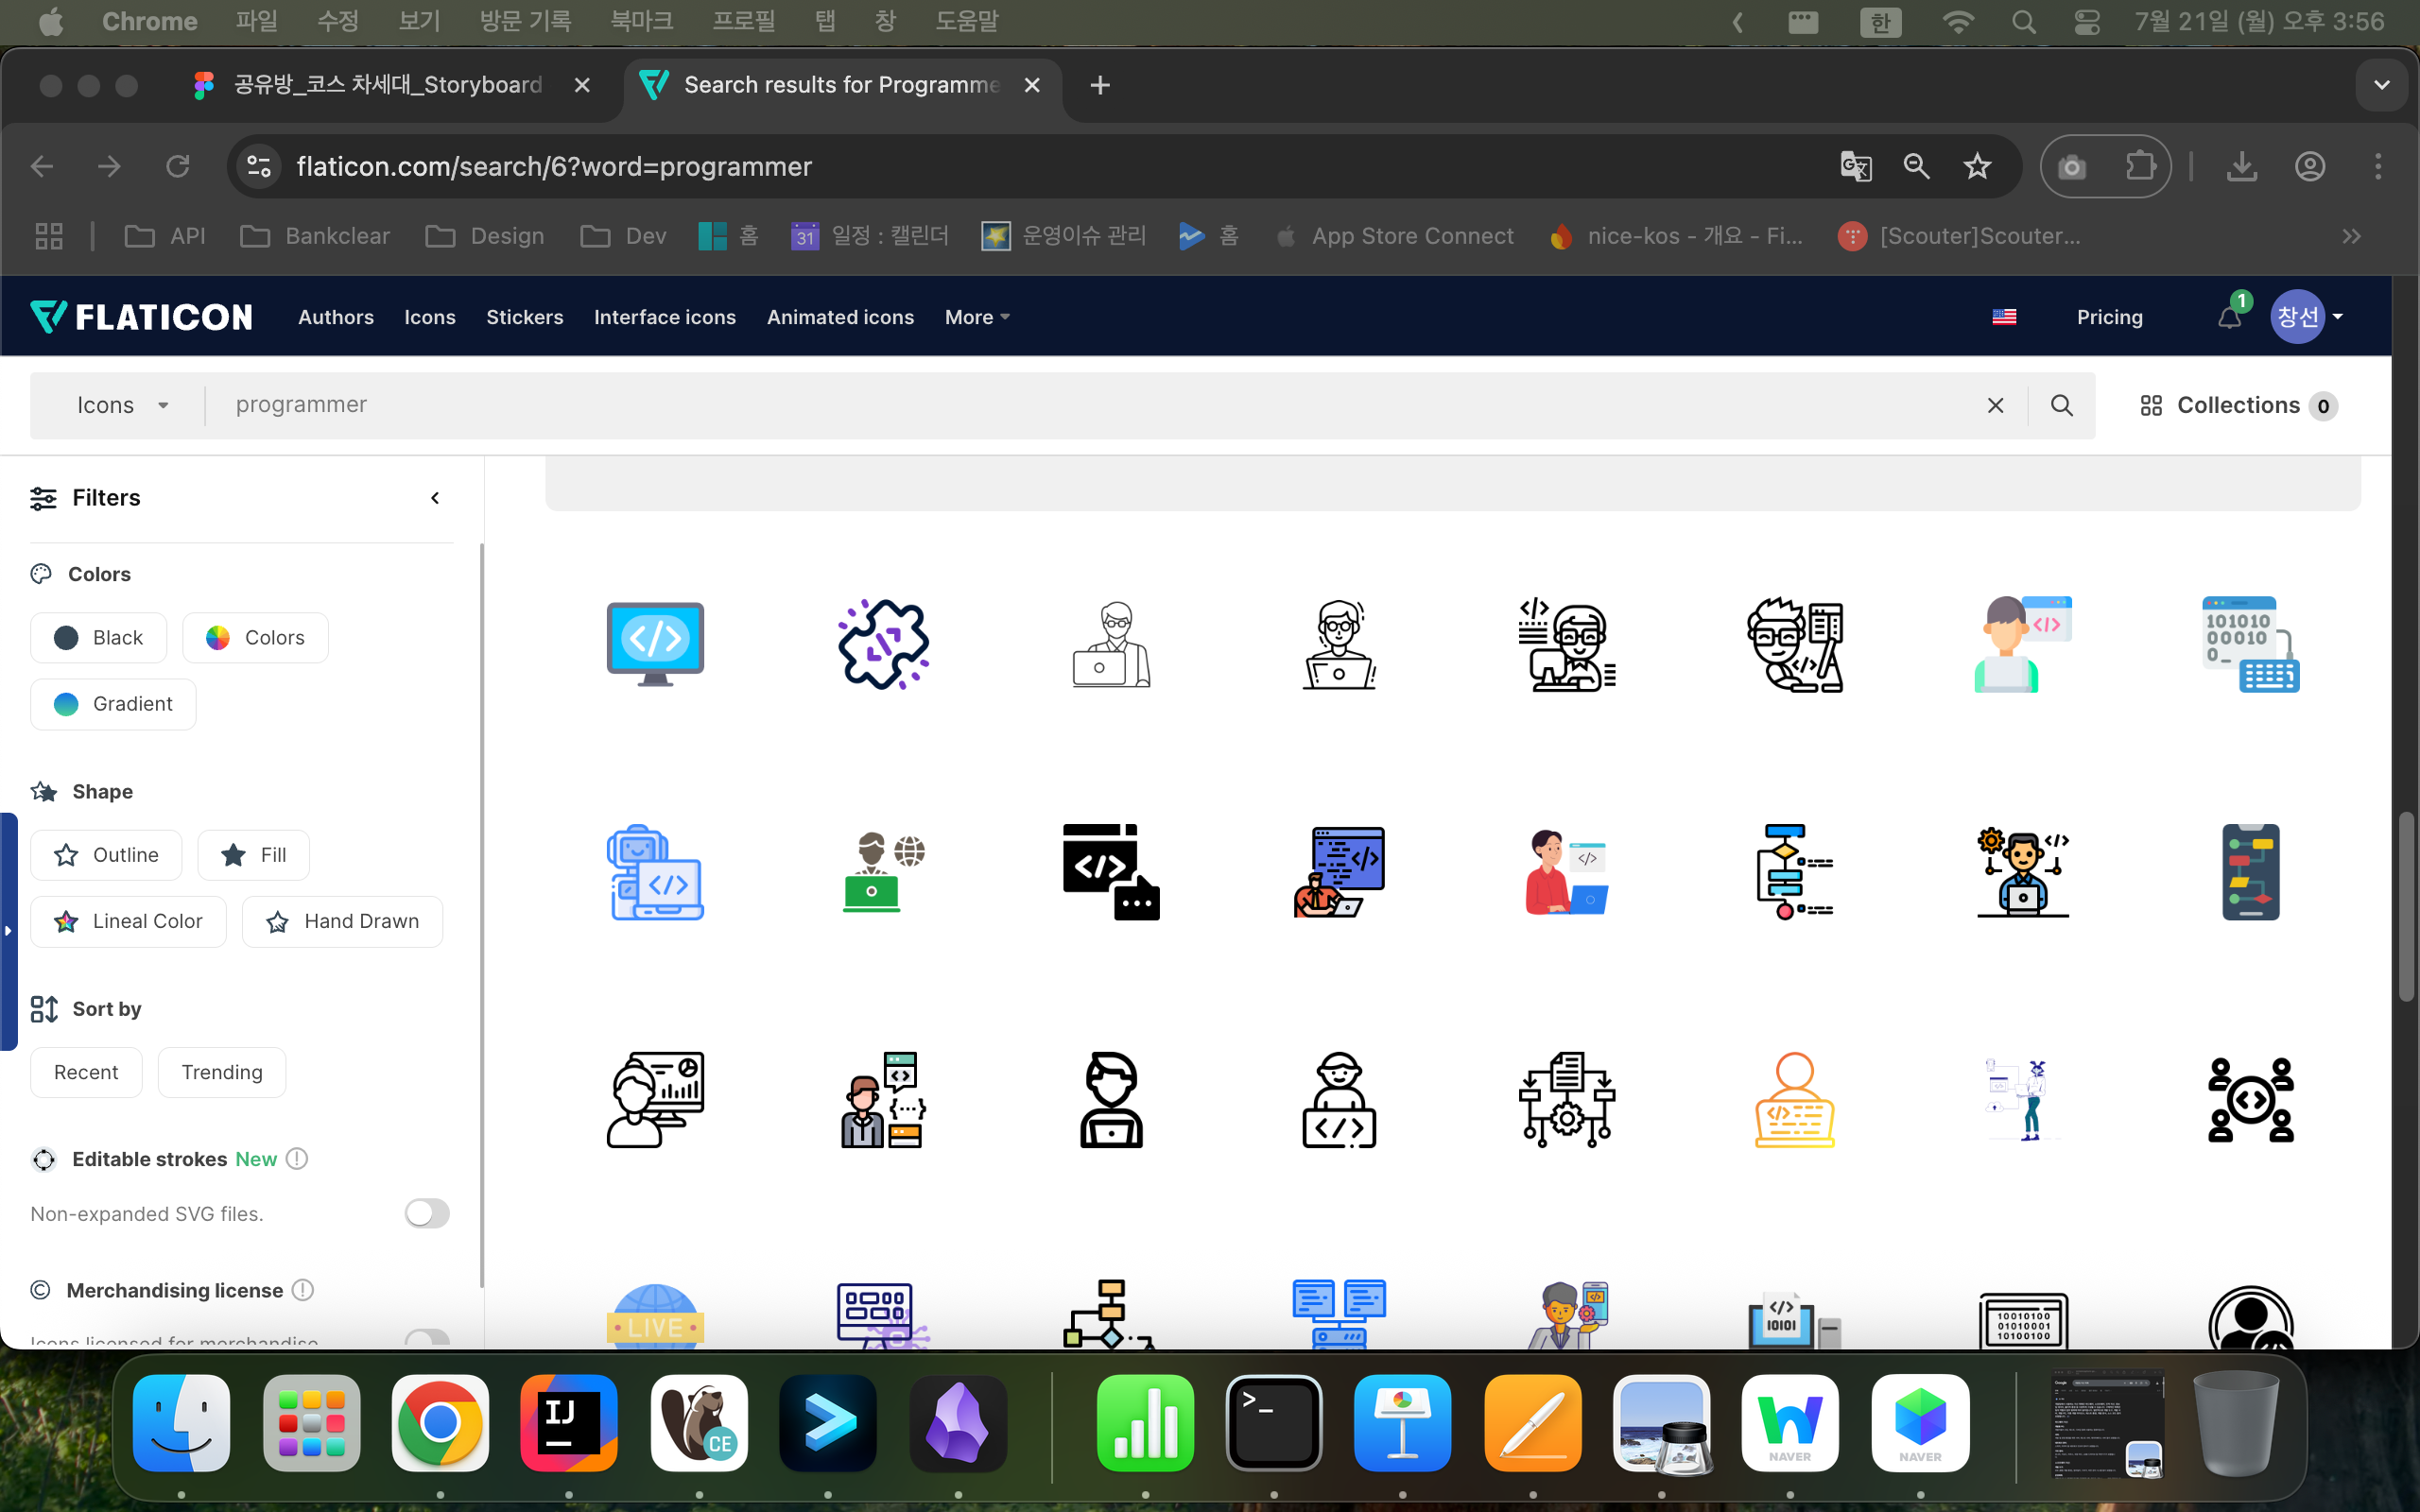 Chrome 파일 수정 보기 방문 기록 북마크 프로필 탭 창 도움말 한 7월 21일 (월) 오후 3:56
공유방_코스 차세대_Storyboard Search results for Programme
flaticon.com/search/6?word=programmer
API Bankclear Design Dev 홈 31 일정 : 캘린더 운영이슈 관리 홈 App Store Connect nice-kos - 개요 - Fi... [Scouter]Scouter...
FLATICON Authors Icons Stickers Interface icons Animated icons More Pricing 1 창선
Icons programmer Collections 0
Filters
Colors
Black Colors
Gradient
Shape
Outline Fill
Lineal Color Hand Drawn
Sort by
Recent Trending
Editable strokes New
Non-expanded SVG files.
Merchandising license
Icons licensed for merchandise
</> </> </> </> </>
101010
00010
0_
</> </> </> </> </> </>
<> {...} </> </> <>
LIVE </> 10101
10010100
01010001
10100100
IJ CE >_ NAVER NAVER